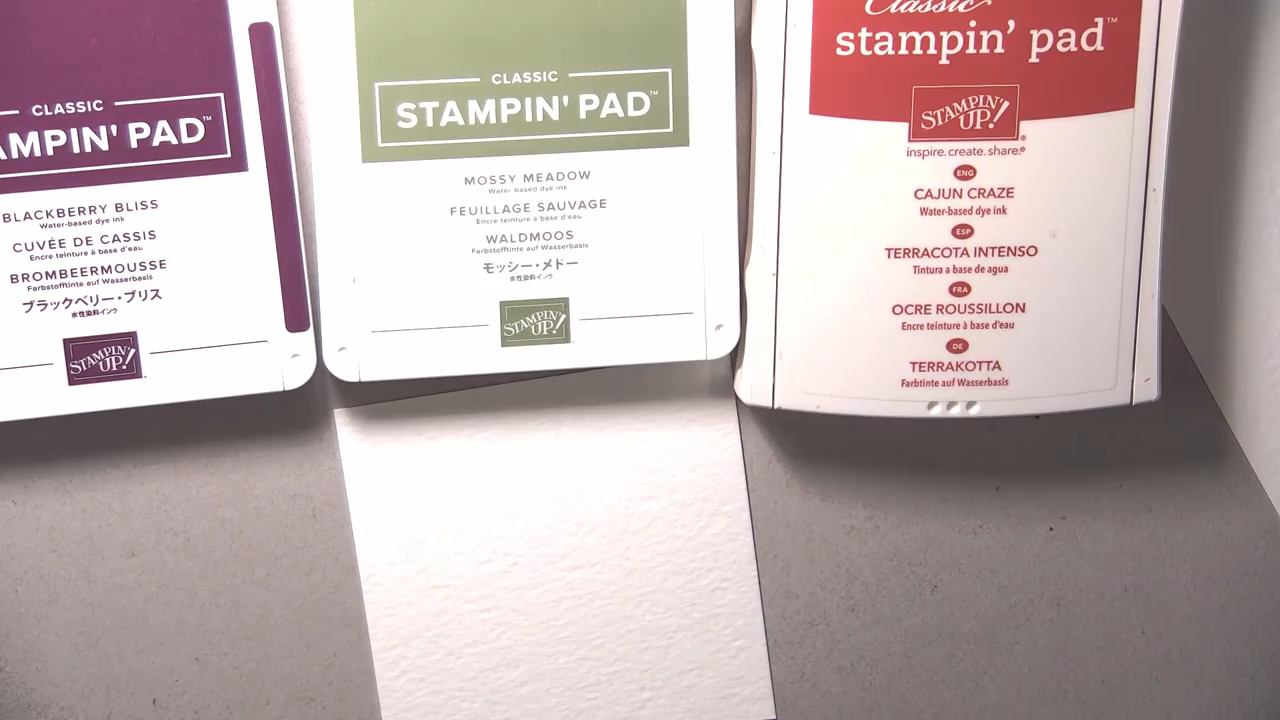 CLASSIC
AMPIN' PAD™
BLACKBERRY BLISS
Water-based dye ink
CUVÉE DE CASSIS
Encre teinture à base d'eau
BROMBEERMOUSSE
Farbstofftinte auf Wasserbasis
ブラックベリー・ブリス
水性染料インク
STAMPIN' UP!
CLASSIC
STAMPIN' PAD™
MOSSY MEADOW
Water-based dye ink
FEUILLAGE SAUVAGE
Encre teinture à base d'eau
WALDMOOS
Farbstofftinte auf Wasserbasis
モッシー・メドー
水性染料インク
STAMPIN' UP!
Classic
stampin' pad™
STAMPIN' UP!®
inspire. create. share.®
ENG
CAJUN CRAZE
Water-based dye ink
ESP
TERRACOTA INTENSO
Tintura a base de agua
FRA
OCRE ROUSSILLON
Encre teinture à base d'eau
DE
TERRAKOTTA
Farbtinte auf Wasserbasis